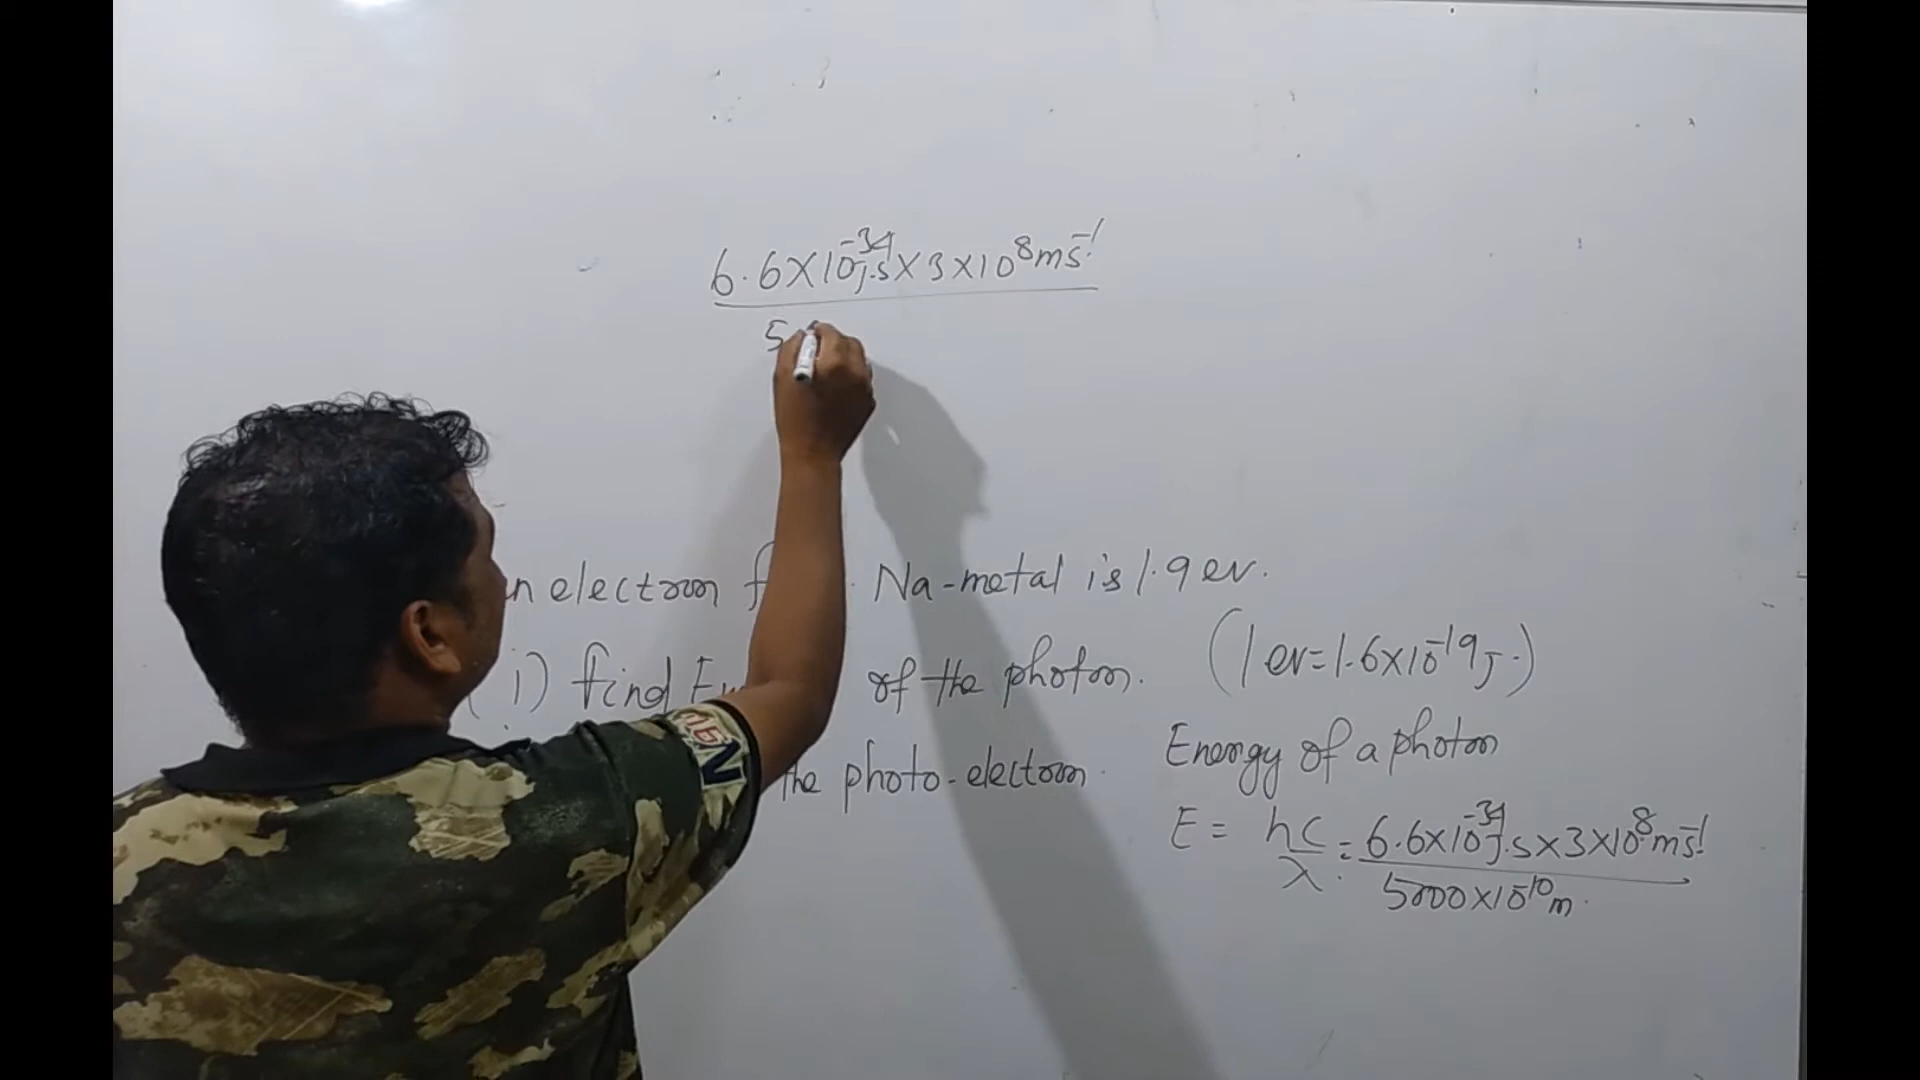 6.6×10⁻³⁴J.s×3×10⁸ms⁻¹
5
n electron Na-metal is 1.9 ev.
(i) find of the photon. (1 ev=1.6×10⁻¹⁹J.)
the photo-electron. Energy of a photon
E = hc/λ = 6.6×10⁻³⁴J.s×3×10⁸ms⁻¹
5000×10⁻¹⁰m.